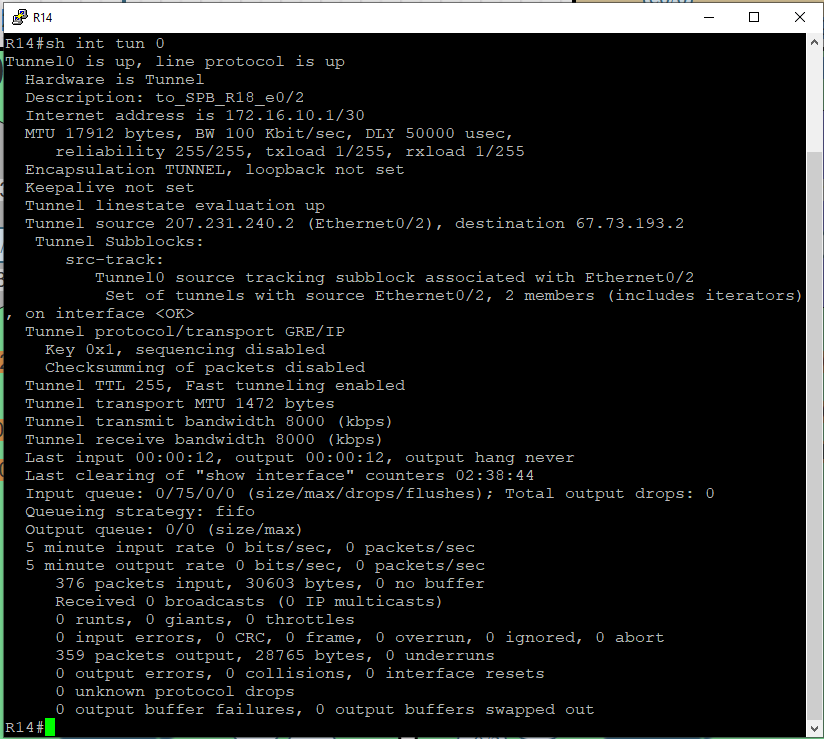 R14
R14#sh int tun 0
Tunnel0 is up, line protocol is up
  Hardware is Tunnel
  Description: to_SPB_R18_e0/2
  Internet address is 172.16.10.1/30
  MTU 17912 bytes, BW 100 Kbit/sec, DLY 50000 usec,
     reliability 255/255, txload 1/255, rxload 1/255
  Encapsulation TUNNEL, loopback not set
  Keepalive not set
  Tunnel linestate evaluation up
  Tunnel source 207.231.240.2 (Ethernet0/2), destination 67.73.193.2
   Tunnel Subblocks:
      src-track:
         Tunnel0 source tracking subblock associated with Ethernet0/2
          Set of tunnels with source Ethernet0/2, 2 members (includes iterators)
, on interface <OK>
  Tunnel protocol/transport GRE/IP
    Key 0x1, sequencing disabled
    Checksumming of packets disabled
  Tunnel TTL 255, Fast tunneling enabled
  Tunnel transport MTU 1472 bytes
  Tunnel transmit bandwidth 8000 (kbps)
  Tunnel receive bandwidth 8000 (kbps)
  Last input 00:00:12, output 00:00:12, output hang never
  Last clearing of "show interface" counters 02:38:44
  Input queue: 0/75/0/0 (size/max/drops/flushes); Total output drops: 0
  Queueing strategy: fifo
  Output queue: 0/0 (size/max)
  5 minute input rate 0 bits/sec, 0 packets/sec
  5 minute output rate 0 bits/sec, 0 packets/sec
     376 packets input, 30603 bytes, 0 no buffer
     Received 0 broadcasts (0 IP multicasts)
     0 runts, 0 giants, 0 throttles
     0 input errors, 0 CRC, 0 frame, 0 overrun, 0 ignored, 0 abort
     359 packets output, 28765 bytes, 0 underruns
     0 output errors, 0 collisions, 0 interface resets
     0 unknown protocol drops
     0 output buffer failures, 0 output buffers swapped out
R14#